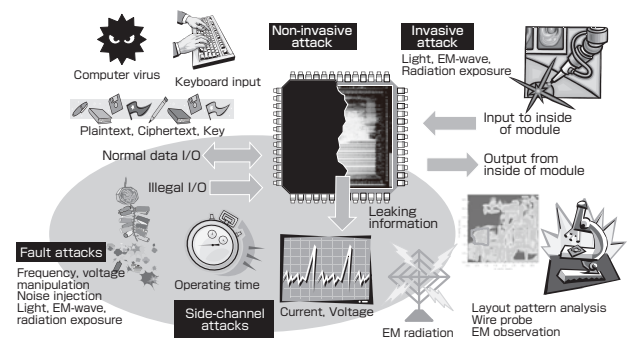 Non-invasive
attack
Invasive
attack
Light, EM-wave,
Radiation exposure
Computer virus
Keyboard input
Plaintext, Ciphertext, Key
Input to inside
of module
Normal data I/O
Output from
inside of module
Illegal I/O
Leaking
information
Fault attacks
Frequency, voltage
manipulation
Noise injection
Light, EM-wave,
radiation exposure
Operating time
Side-channel
attacks
Current, Voltage
EM radiation
Layout pattern analysis
Wire probe
EM observation